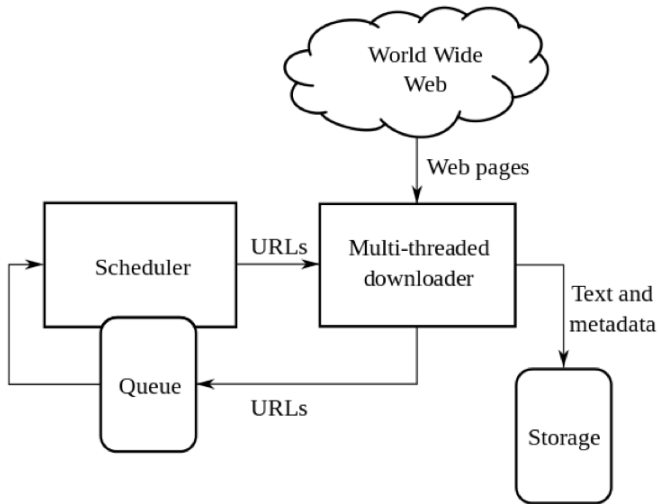 World Wide
Web
Web pages
Scheduler
URLs
Multi-threaded
downloader
Text and
metadata
Queue
URLs
Storage